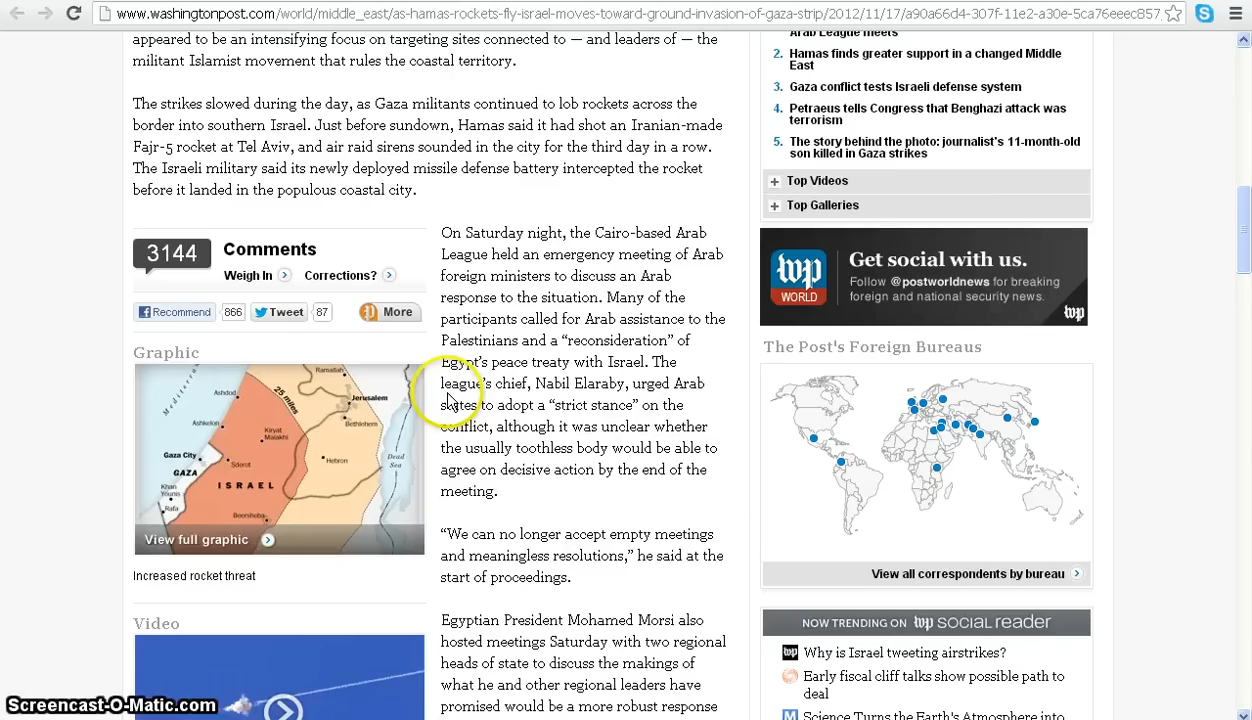 www.washingtonpost.com/world/middle_east/as-hamas-rockets-fly-israel-moves-toward-ground-invasion-of-gaza-strip/2012/11/17/a90a66d4-307f-11e2-a30e-5ca76eeec857
appeared to be an intensifying focus on targeting sites connected to — and leaders of — the
militant Islamist movement that rules the coastal territory.
The strikes slowed during the day, as Gaza militants continued to lob rockets across the
border into southern Israel. Just before sundown, Hamas said it had shot an Iranian-made
Fajr-5 rocket at Tel Aviv, and air raid sirens sounded in the city for the third day in a row.
The Israeli military said its newly deployed missile defense battery intercepted the rocket
before it landed in the populous coastal city.
3144
Comments
Weigh In
Corrections?
Recommend
866
Tweet
87
More
Graphic
Mediterr
25 miles
Ramallah
Jerusalem
Bethlehem
Ashdod
Ashkelon
Kiryat
Malakhi
Gaza City
GAZA
Sderot
Hebron
Dead
Sea
ISRAEL
Khan
Younis
Rafa
Beersheba
View full graphic
Increased rocket threat
Video
On Saturday night, the Cairo-based Arab
League held an emergency meeting of Arab
foreign ministers to discuss an Arab
response to the situation. Many of the
participants called for Arab assistance to the
Palestinians and a “reconsideration” of
Egypt’s peace treaty with Israel. The
league’s chief, Nabil Elaraby, urged Arab
states to adopt a “strict stance” on the
conflict, although it was unclear whether
the usually toothless body would be able to
agree on decisive action by the end of the
meeting.
“We can no longer accept empty meetings
and meaningless resolutions,” he said at the
start of proceedings.
Egyptian President Mohamed Morsi also
hosted meetings Saturday with two regional
heads of state to discuss the makings of
what he and other regional leaders have
promised would be a more robust response
Arab League meets
2. Hamas finds greater support in a changed Middle
East
3. Gaza conflict tests Israeli defense system
4. Petraeus tells Congress that Benghazi attack was
terrorism
5. The story behind the photo: journalist's 11-month-old
son killed in Gaza strikes
Top Videos
Top Galleries
wp
WORLD
Get social with us.
Follow @postworldnews for breaking
foreign and national security news.
wp
The Post's Foreign Bureaus
View all correspondents by bureau
NOW TRENDING ON wp SOCIAL READER
wp Why is Israel tweeting airstrikes?
Early fiscal cliff talks show possible path to
deal
M Science Turns the Earth's Atmosphere into
Screencast-O-Matic.com